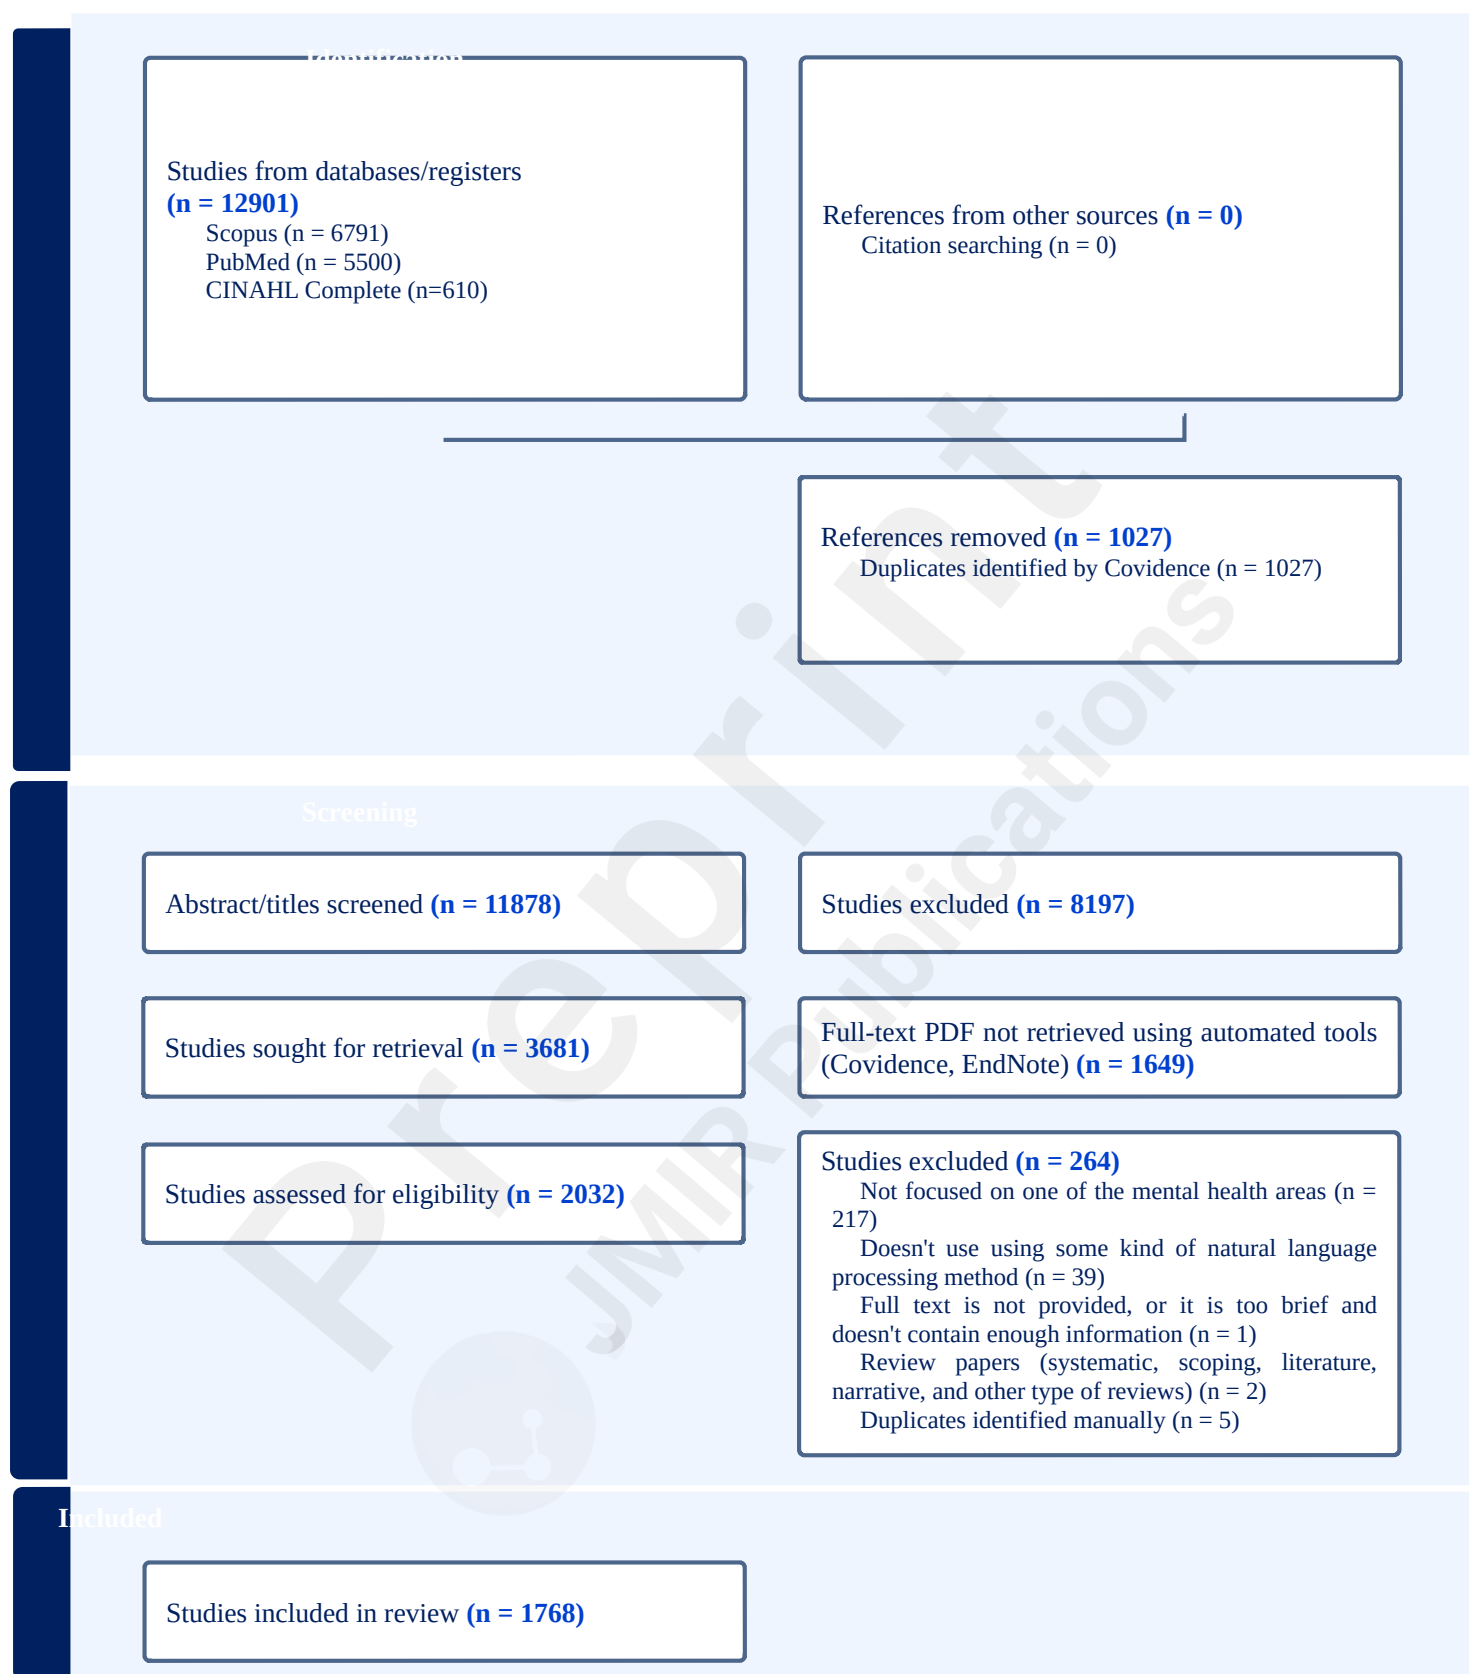 Identification
Studies from databases/registers
(n = 12901)
Scopus (n = 6791)
PubMed (n = 5500)
CINAHL Complete (n=610)
References from other sources (n = 0)
Citation searching (n = 0)
References removed (n = 1027)
Duplicates identified by Covidence (n = 1027)
Screening
Abstract/titles screened (n = 11878)
Studies excluded (n = 8197)
Studies sought for retrieval (n = 3681)
Full-text PDF not retrieved using automated tools
(Covidence, EndNote) (n = 1649)
Studies assessed for eligibility (n = 2032)
Studies excluded (n = 264)
Not focused on one of the mental health areas (n =
217)
Doesn't use using some kind of natural language
processing method (n = 39)
Full text is not provided, or it is too brief and
doesn't contain enough information (n = 1)
Review papers (systematic, scoping, literature,
narrative, and other type of reviews) (n = 2)
Duplicates identified manually (n = 5)
Included
Studies included in review (n = 1768)
Preprint
JMIR Publications